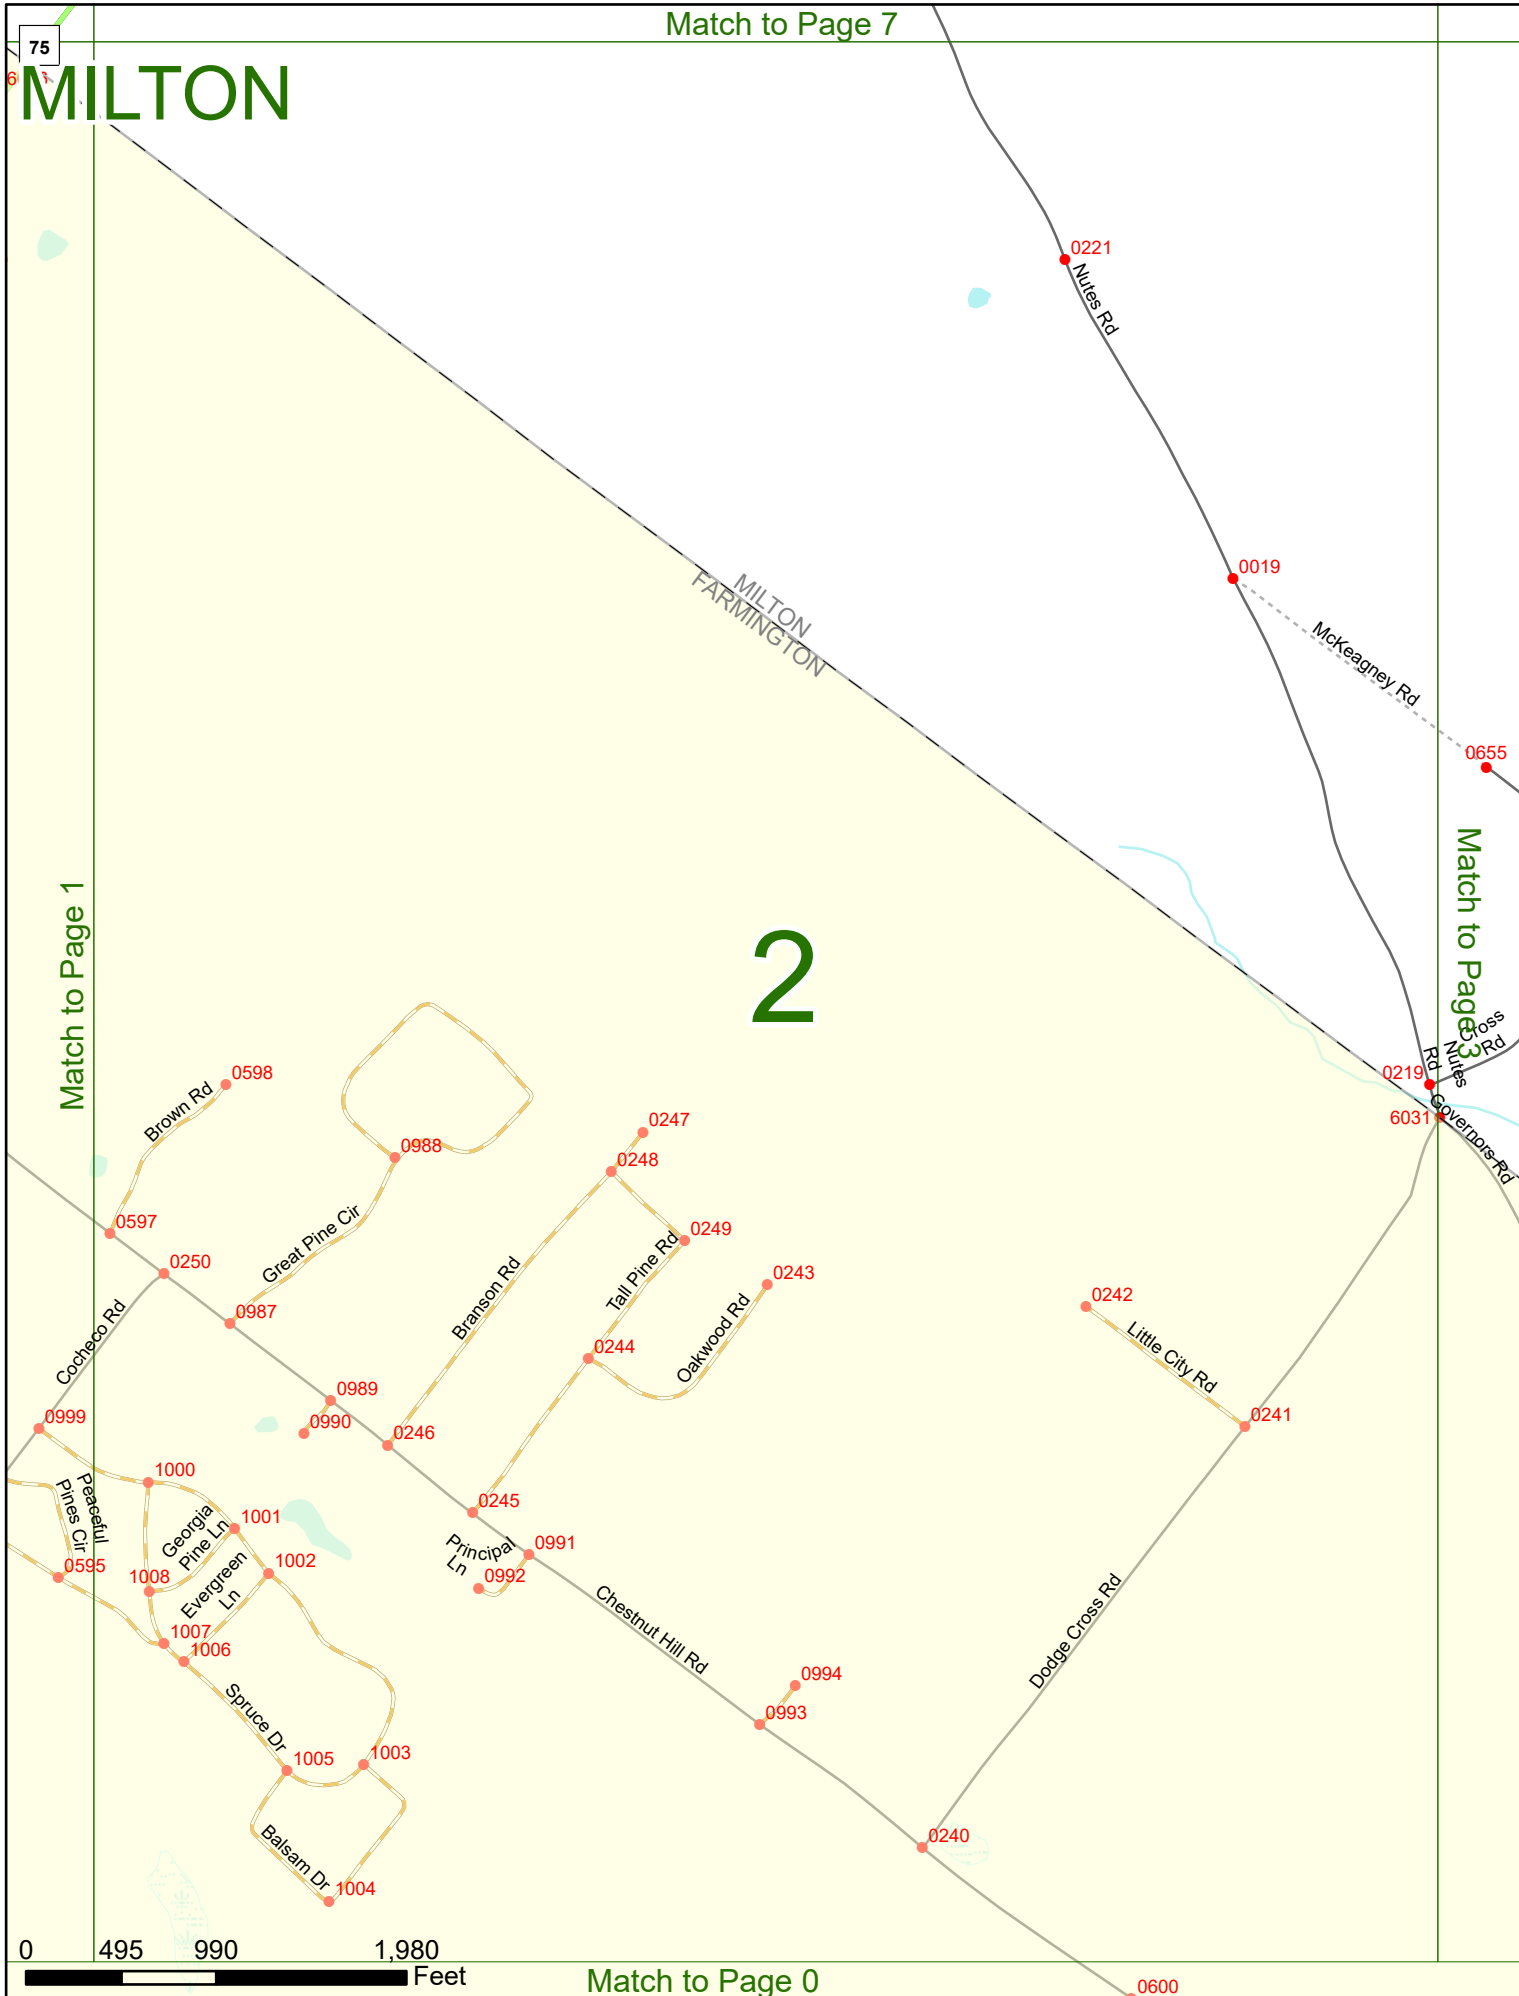 Match to Page 7
75
MILTON
0221
Nutes Rd
0019
MILTON
FARMINGTON
McKeagney Rd
0655
Match to Page 1
2
Match to Page 3
Cross
Rd
Nutes
Rd
0219
Governors Rd
6031
0598
Brown Rd
0988
0247
0248
0597
0249
0250
Great Pine Cir
Tall Pine Rd
0243
0242
Branson Rd
0987
Little City Rd
Cocheco Rd
0244
Oakwood Rd
0989
0999
0990
0246
0241
1000
Peaceful
Pines Cir
Georgia
Pine Ln
1001
0245
Principal
Ln
0991
0595
1008
Evergreen
Ln
1002
0992
Chestnut Hill Rd
Dodge Cross Rd
1007
1006
Spruce Dr
0994
0993
1005
1003
Balsam Dr
0240
1004
0 495 990 1,980
Feet
Match to Page 0
0600